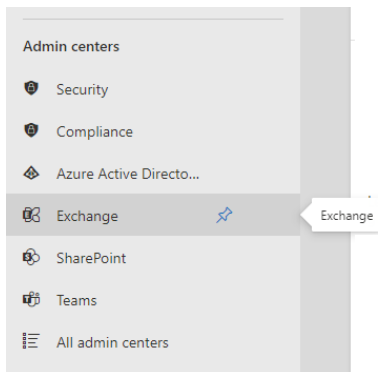 Admin centers
Security
Compliance
Azure Active Directo...
Exchange
Exchange
SharePoint
Teams
All admin centers